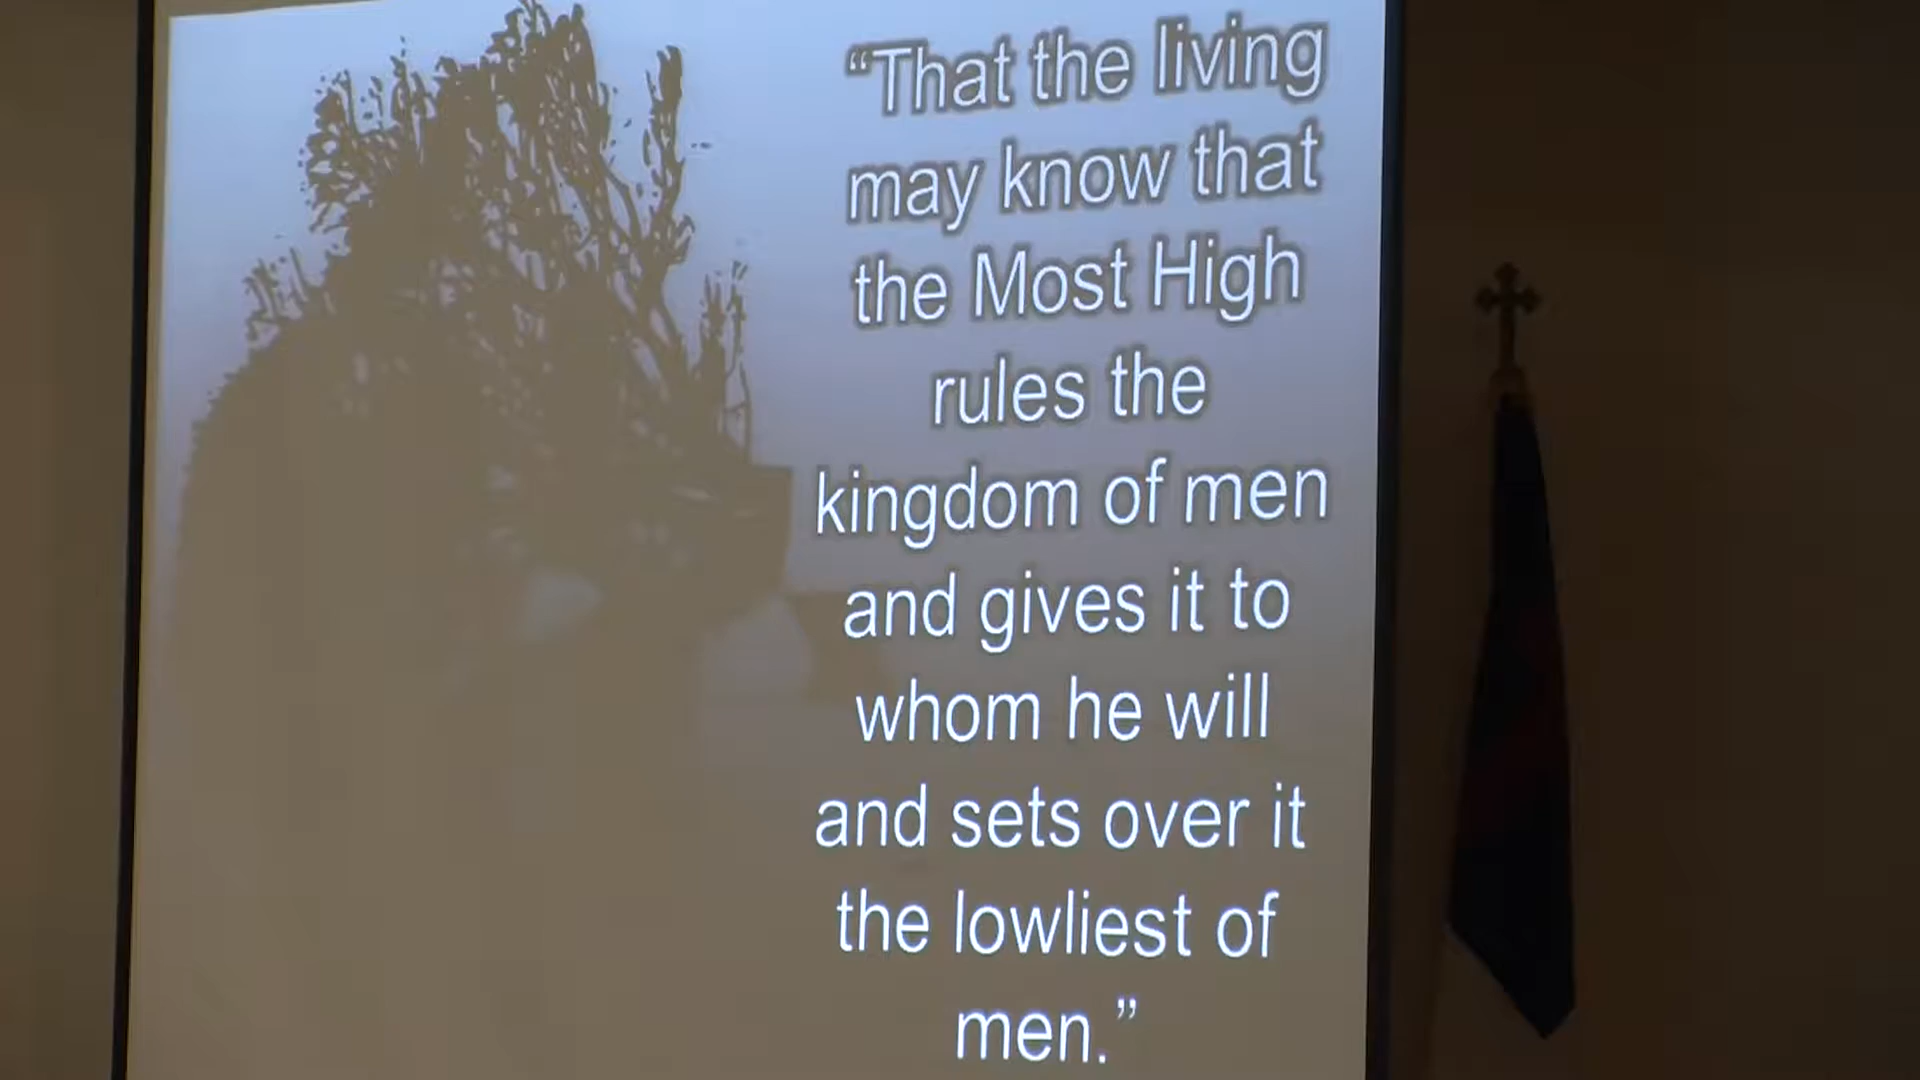 “That the living
may know that
the Most High
rules the
kingdom of men
and gives it to
whom he will
and sets over it
the lowliest of
men.”